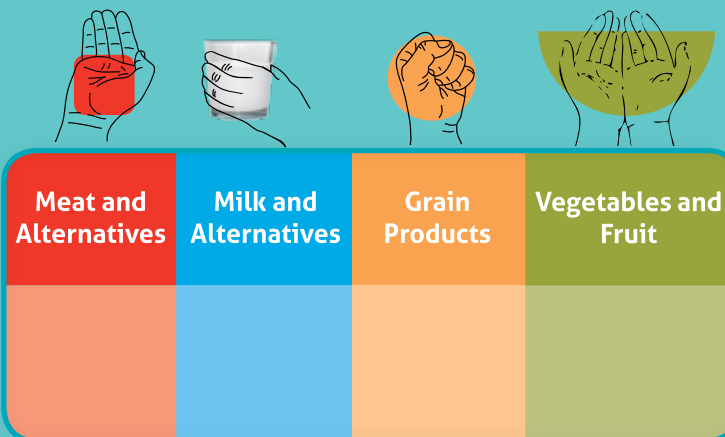 Meat and
Alternatives
Milk and
Alternatives
Grain
Products
Vegetables and
Fruit